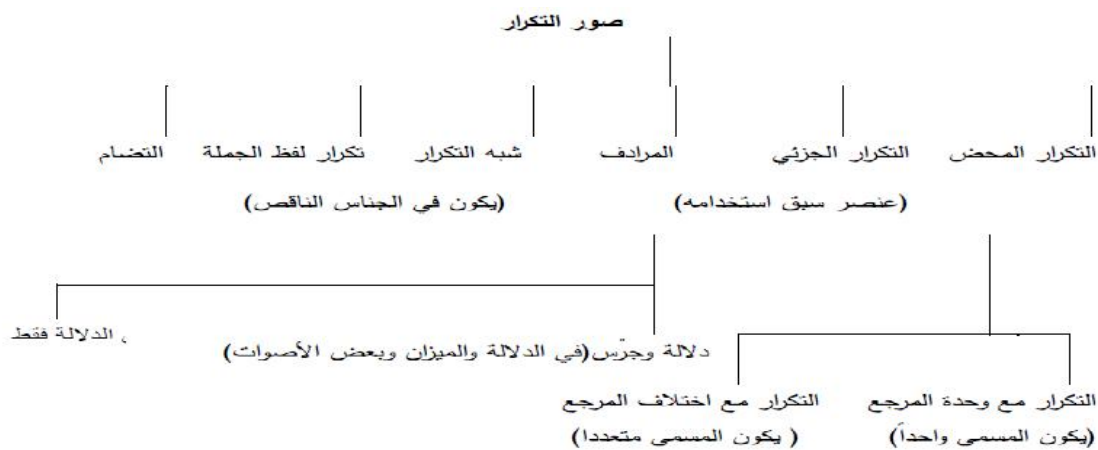 صور التكرار
التكرار المحض التكرار الجزئي المرادف شبه التكرار تكرار لفظ الجملة التضام
(عنصر سبق استخدامه) (يكون في الجناس الناقص)
دلالة وجرّس(في الدلالة والميزان وبعض الأصوات) الدلالة فقط
التكرار مع وحدة المرجع التكرار مع اختلاف المرجع
(يكون المسمى واحداً) ( يكون المسمى متعددا)